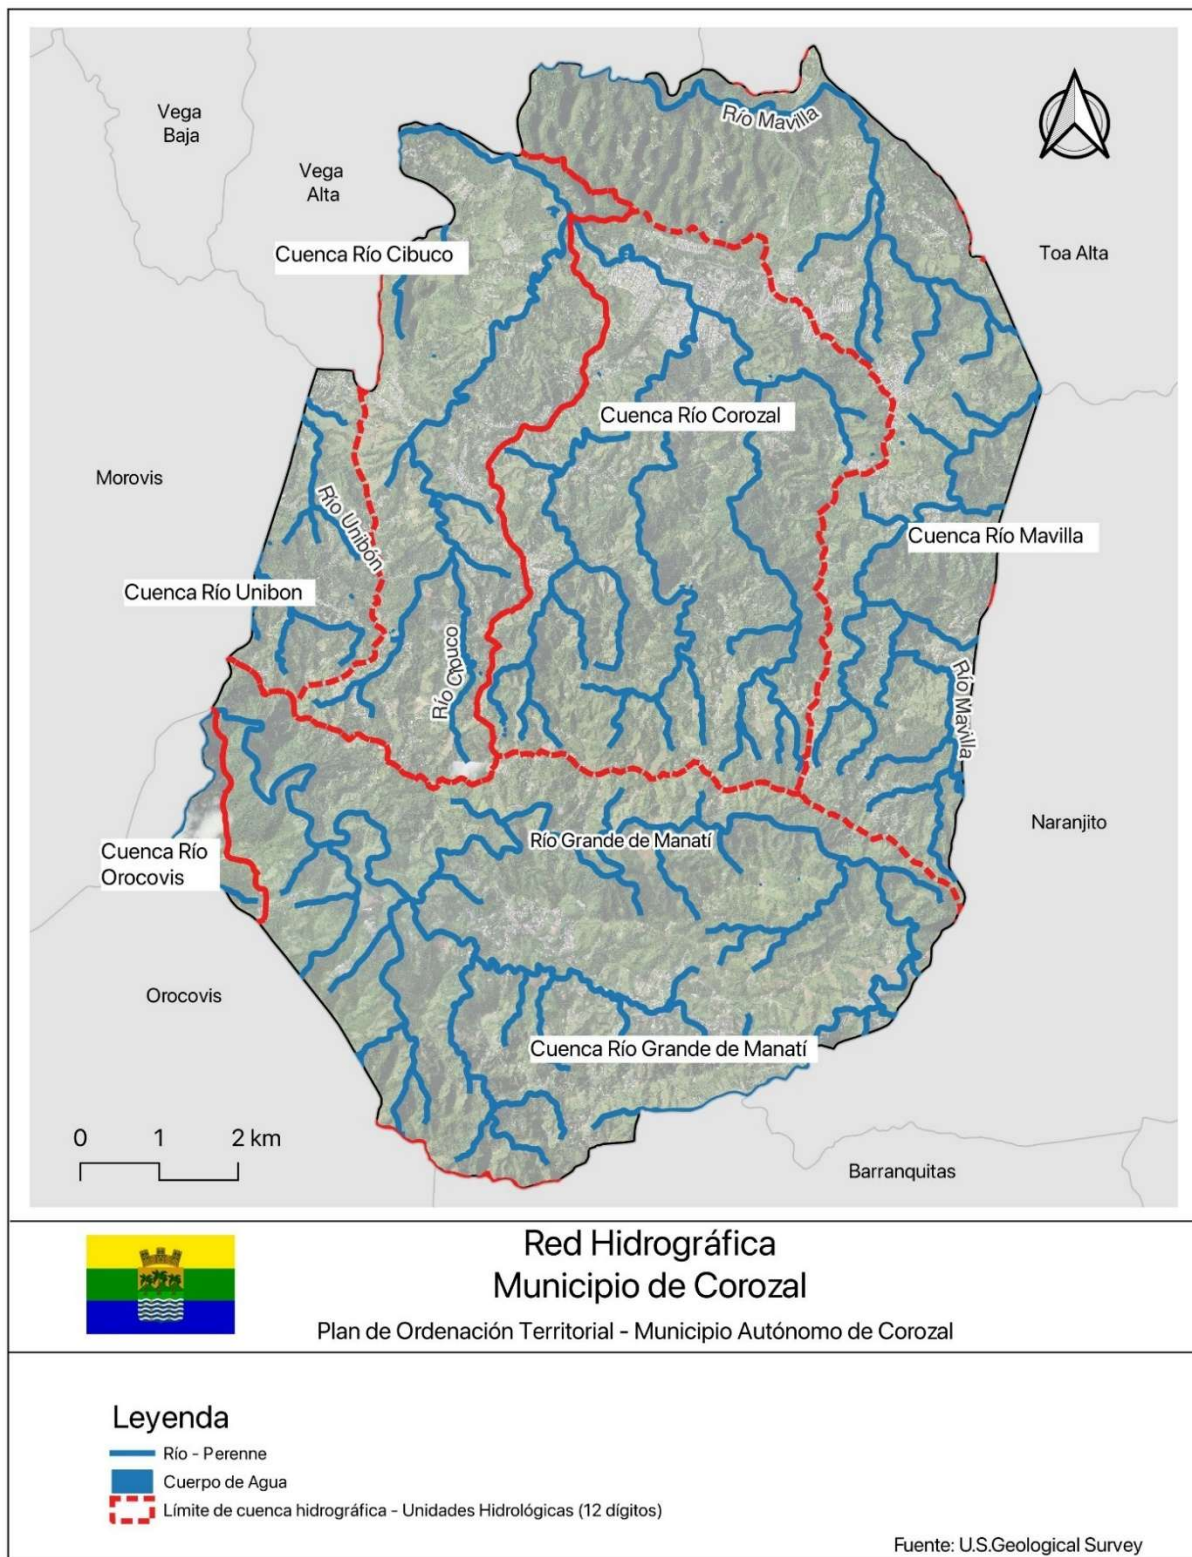 Vega
Baja
Río Mavilla
Vega
Alta
Cuenca Río Cibuco
Toa Alta
Cuenca Río Corozal
Morovis
Río Unibón
Cuenca Río Mavilla
Cuenca Río Unibon
Río Cibuco
Río Mavilla
Naranjito
Río Grande de Manatí
Cuenca Río
Orocovis
Orocovis
Cuenca Río Grande de Manatí
0 1 2 km
Barranquitas
Red Hidrográfica
Municipio de Corozal
Plan de Ordenación Territorial - Municipio Autónomo de Corozal
Leyenda
Río - Perenne
Cuerpo de Agua
Límite de cuenca hidrográfica - Unidades Hidrológicas (12 dígitos)
Fuente: U.S.Geological Survey